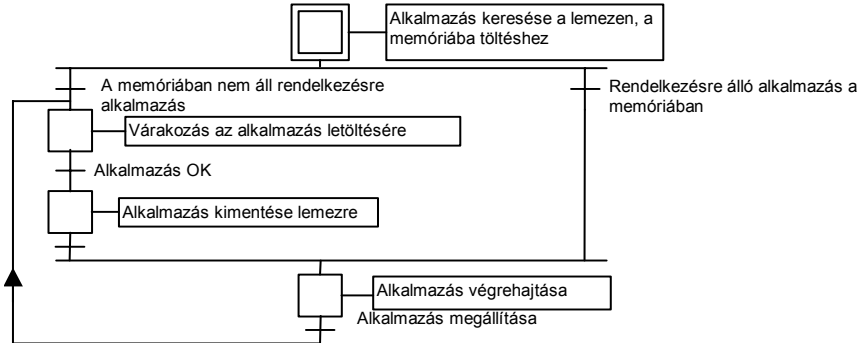 Alkalmazás keresése a lemezen, a
memóriába töltéshez
A memóriában nem áll rendelkezésre
alkalmazás
Rendelkezésre álló alkalmazás a
memóriában
Várakozás az alkalmazás letöltésére
Alkalmazás OK
Alkalmazás kimentése lemezre
Alkalmazás végrehajtása
Alkalmazás megállítása